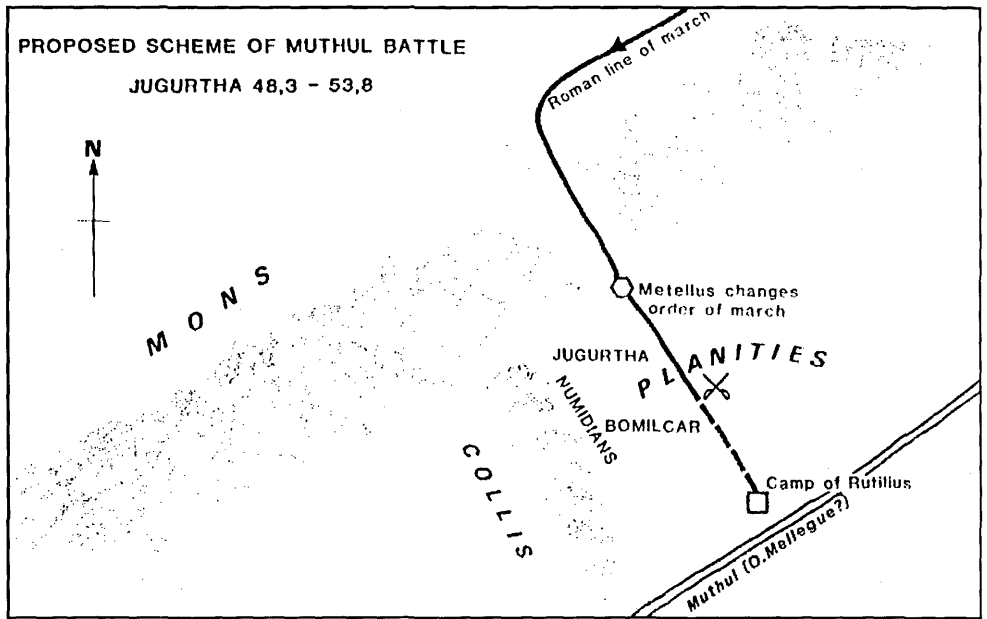 PROPOSED SCHEME OF MUTHUL BATTLE
JUGURTHA 48,3 - 53,8
Roman line of march
N
MONS
Metellus changes
order of march
JUGURTHA
PLANITIES
NUMIDIANS
BOMILCAR
COLLIS
Camp of Rutilius
Muthul (O.Mellegue?)